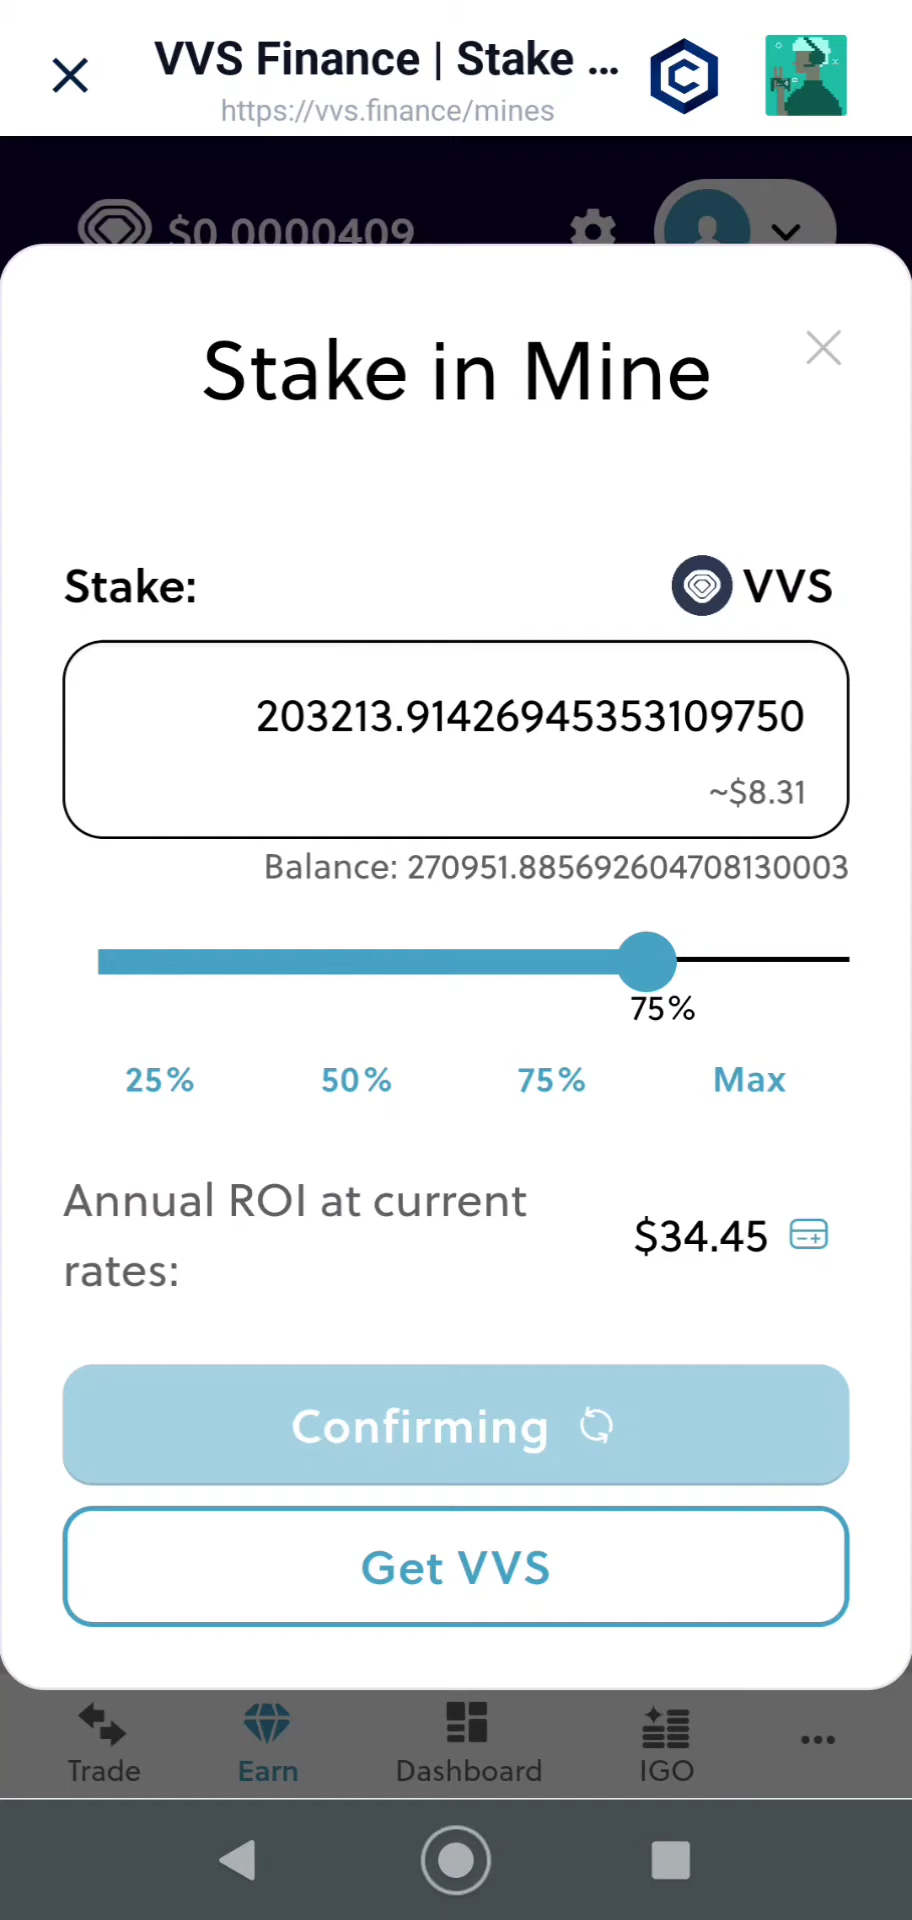 VVS Finance | Stake ...
https://vvs.finance/mines
$0.0000409
Stake in Mine
Stake:
VVS
203213.91426945353109750
~$8.31
Balance: 270951.885692604708130003
75%
25% 50% 75% Max
Annual ROI at current
rates:
$34.45
Confirming
Get VVS
Trade Earn Dashboard IGO